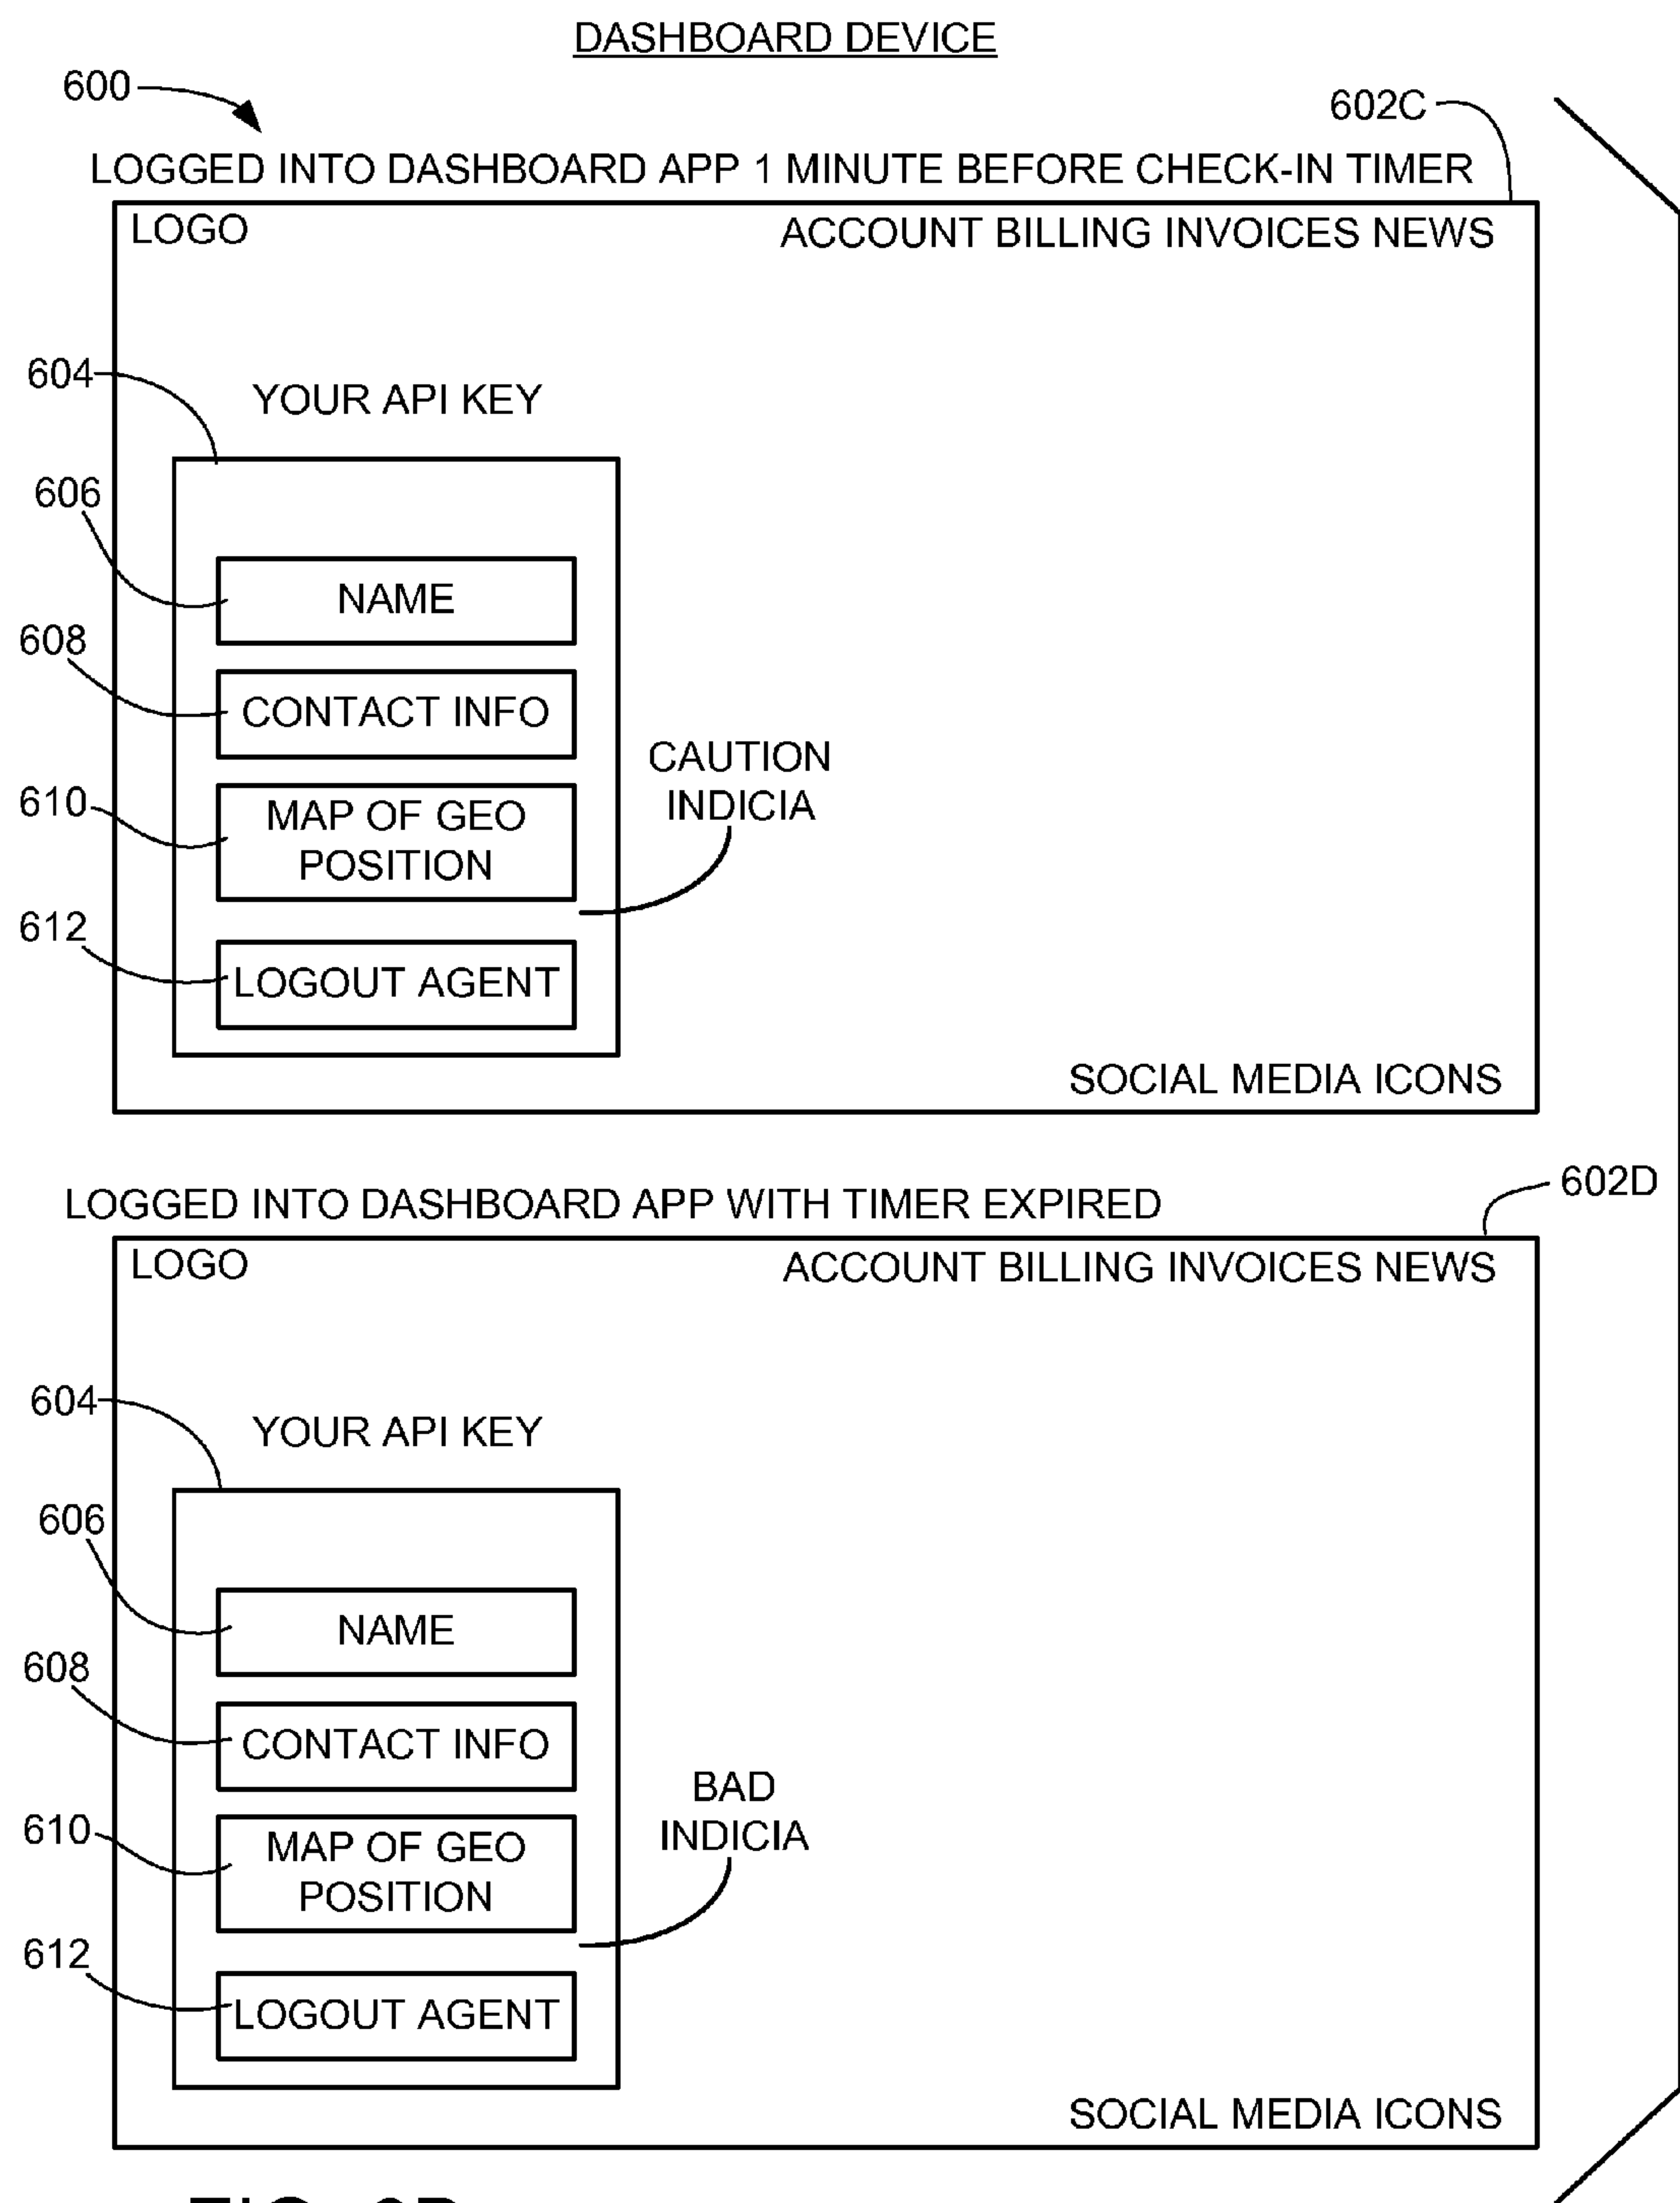 DASHBOARD DEVICE
600
602C
LOGGED INTO DASHBOARD APP 1 MINUTE BEFORE CHECK-IN TIMER
LOGO
ACCOUNT BILLING INVOICES NEWS
604
YOUR API KEY
606
NAME
608
CONTACT INFO
CAUTION
INDICIA
610
MAP OF GEO
POSITION
612
LOGOUT AGENT
SOCIAL MEDIA ICONS
602D
LOGGED INTO DASHBOARD APP WITH TIMER EXPIRED
LOGO
ACCOUNT BILLING INVOICES NEWS
604
YOUR API KEY
606
NAME
608
CONTACT INFO
BAD
INDICIA
610
MAP OF GEO
POSITION
612
LOGOUT AGENT
SOCIAL MEDIA ICONS